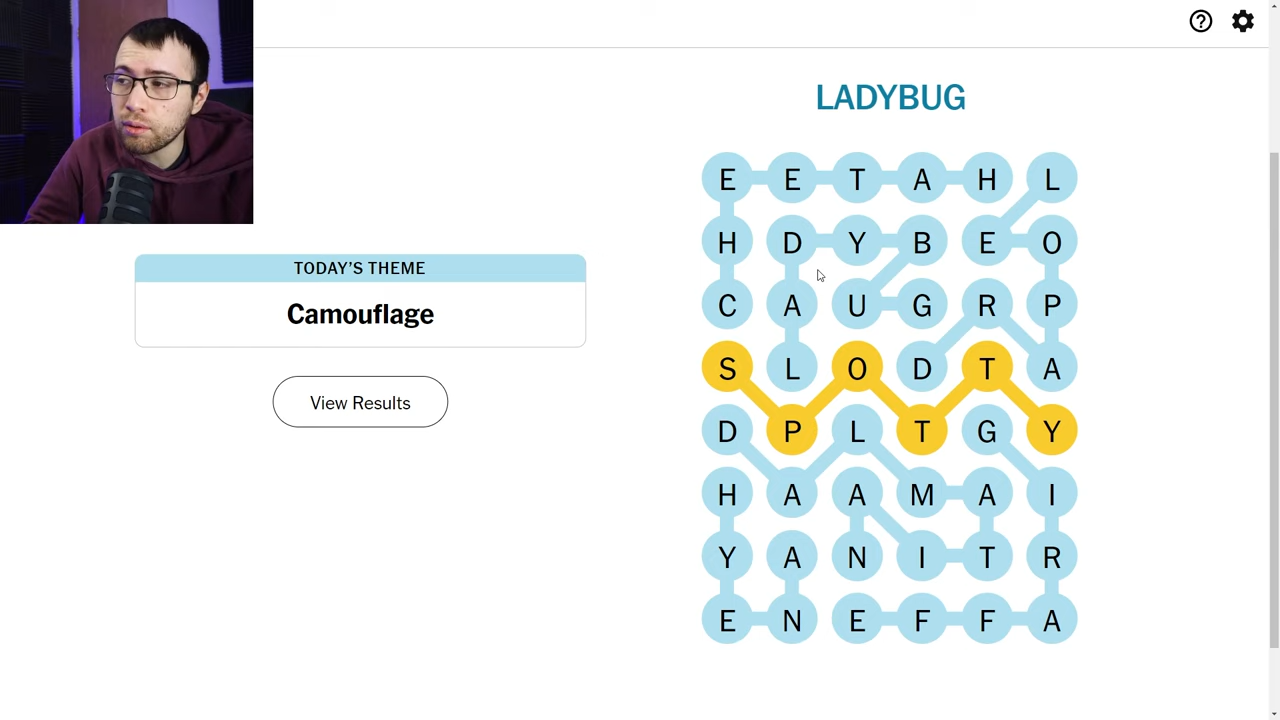 LADYBUG
E E T A H L
TODAY'S THEME
Camouflage
View Results
H D Y B E O
C A U G R P
S L O D T A
D P L T G Y
H A A M A I
Y A N I T R
E N E F F A